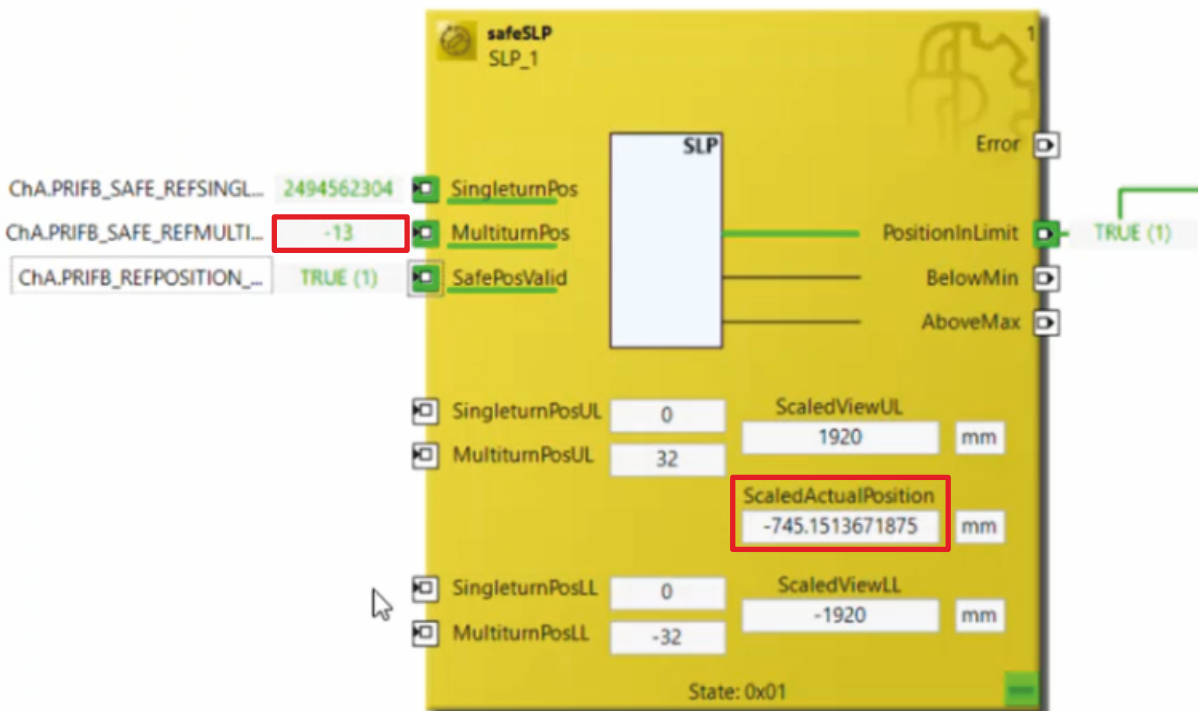 safeSLP 1
SLP_1
SLP Error
ChA.PRIFB_SAFE_REFSINGL... 2494562304 SingleturnPos
ChA.PRIFB_SAFE_REFMULTI... -13 MultiturnPos PositionInLimit TRUE (1)
ChA.PRIFB_REFPOSITION_... TRUE (1) SafePosValid BelowMin
AboveMax
SingleturnPosUL 0 ScaledViewUL
1920 mm
MultiturnPosUL 32
ScaledActualPosition
-745.1513671875 mm
SingleturnPosLL 0 ScaledViewLL
-1920 mm
MultiturnPosLL -32
State: 0x01